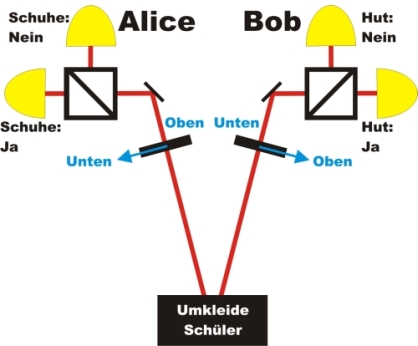 Schuhe:
Nein
Alice
Bob
Hut:
Nein
Schuhe:
Ja
Oben
Unten
Hut:
Ja
Unten
Oben
Umkleide
Schüler